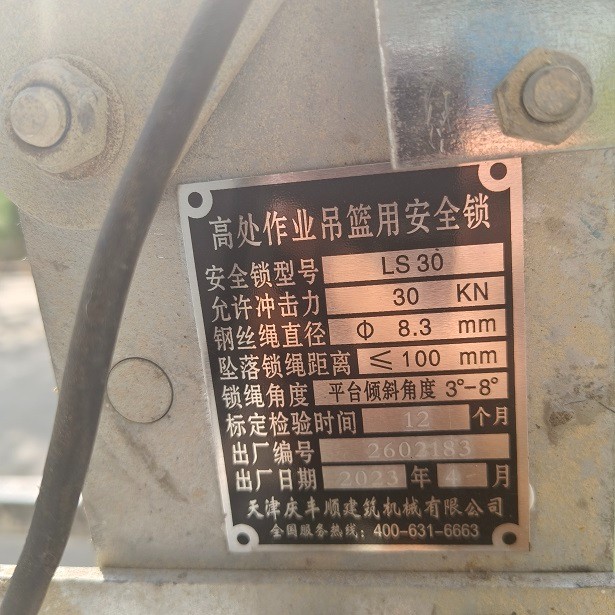 高处作业吊篮用安全锁
安全锁型号 LS 30
允许冲击力 30 KN
钢丝绳直径 Φ 8.3 mm
坠落锁绳距离 ≤ 100 mm
锁绳角度 平台倾斜角度 3°-8°
标定检验时间 12 个月
出厂编号 2602183
出厂日期 2023 年 4 月
天津庆丰顺建筑机械有限公司
全国服务热线：400-631-6663